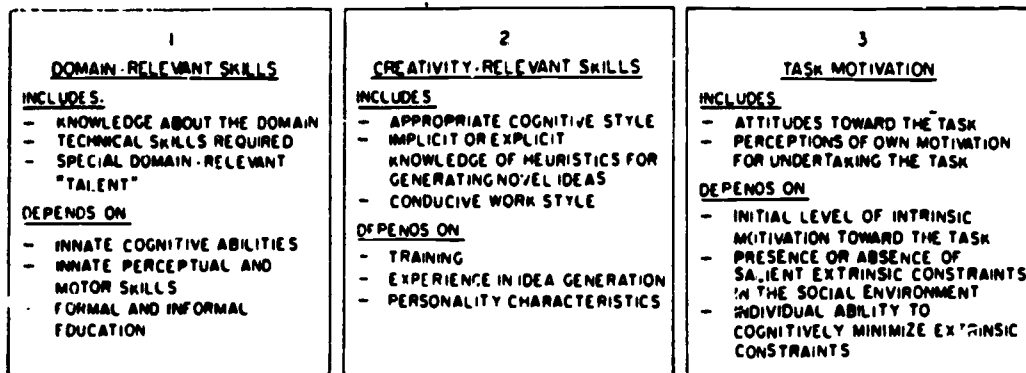 1
DOMAIN-RELEVANT SKILLS
INCLUDES:
- KNOWLEDGE ABOUT THE DOMAIN
- TECHNICAL SKILLS REQUIRED
- SPECIAL DOMAIN-RELEVANT
"TALENT"
DEPENDS ON
- INNATE COGNITIVE ABILITIES
- INNATE PERCEPTUAL AND
MOTOR SKILLS
- FORMAL AND INFORMAL
EDUCATION
2
CREATIVITY-RELEVANT SKILLS
INCLUDES
- APPROPRIATE COGNITIVE STYLE
- IMPLICIT OR EXPLICIT
KNOWLEDGE OF HEURISTICS FOR
GENERATING NOVEL IDEAS
- CONDUCIVE WORK STYLE
DEPENDS ON
- TRAINING
- EXPERIENCE IN IDEA GENERATION
- PERSONALITY CHARACTERISTICS
3
TASK MOTIVATION
INCLUDES
- ATTITUDES TOWARD THE TASK
- PERCEPTIONS OF OWN MOTIVATION
FOR UNDERTAKING THE TASK
DEPENDS ON
- INITIAL LEVEL OF INTRINSIC
MOTIVATION TOWARD THE TASK
- PRESENCE OR ABSENCE OF
SALIENT EXTRINSIC CONSTRAINTS
IN THE SOCIAL ENVIRONMENT
- INDIVIDUAL ABILITY TO
COGNITIVELY MINIMIZE EXTRINSIC
CONSTRAINTS